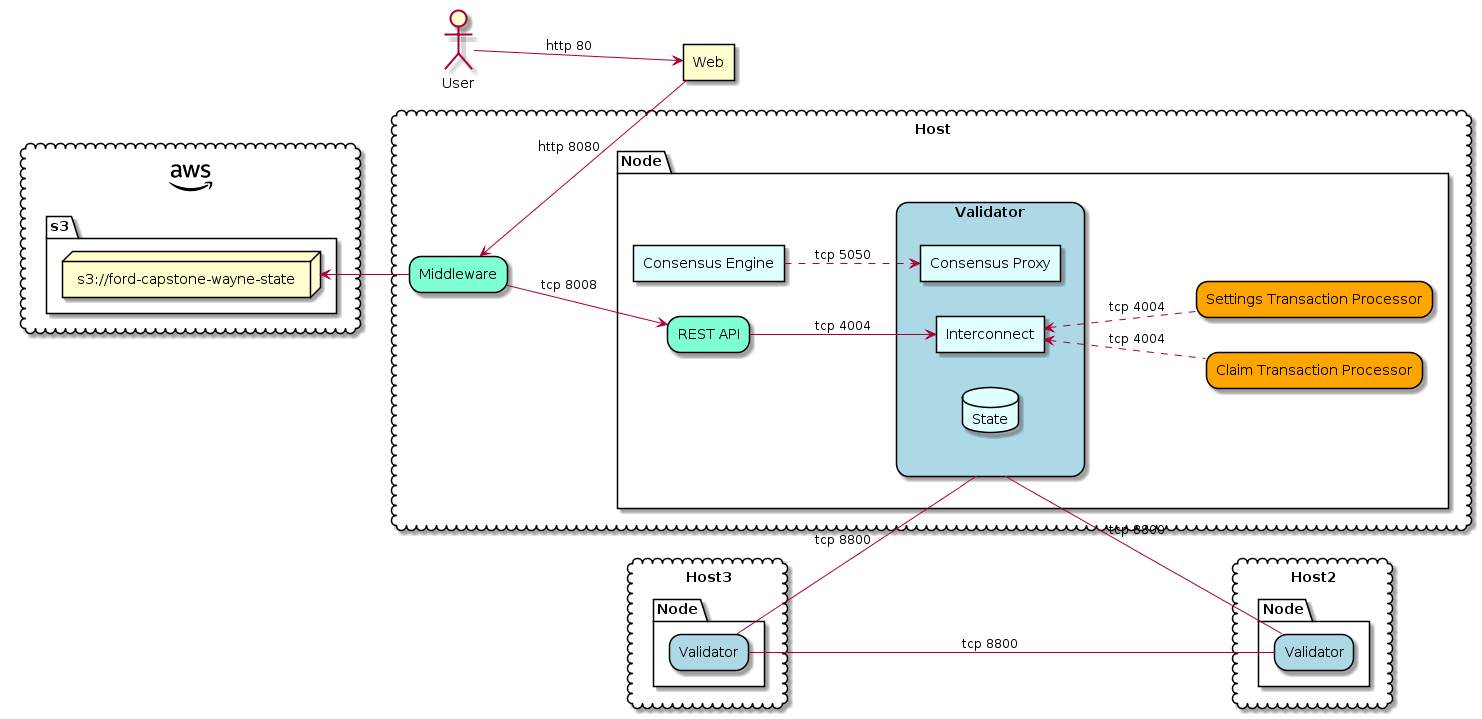 User
http 80
Web
Host
http 8080
aws
s3
s3://ford-capstone-wayne-state
Middleware
tcp 8008
Node
Validator
Consensus Engine
tcp 5050
Consensus Proxy
REST API
tcp 4004
Interconnect
State
tcp 4004
Settings Transaction Processor
tcp 4004
Claim Transaction Processor
tcp 8800
tcp 8800
Host3
Node
Validator
tcp 8800
Host2
Node
Validator